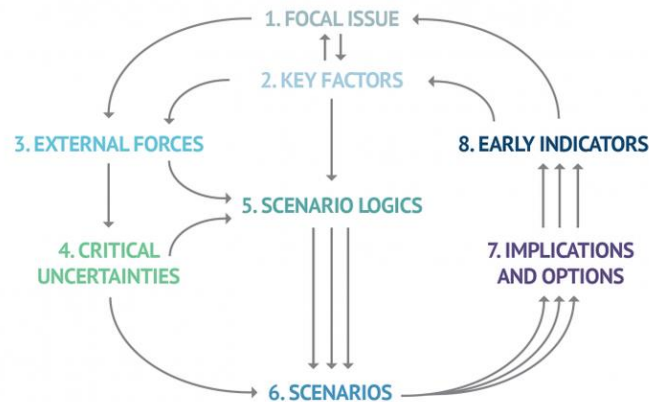 1. FOCAL ISSUE
2. KEY FACTORS
3. EXTERNAL FORCES
8. EARLY INDICATORS
5. SCENARIO LOGICS
4. CRITICAL
UNCERTAINTIES
7. IMPLICATIONS
AND OPTIONS
6. SCENARIOS